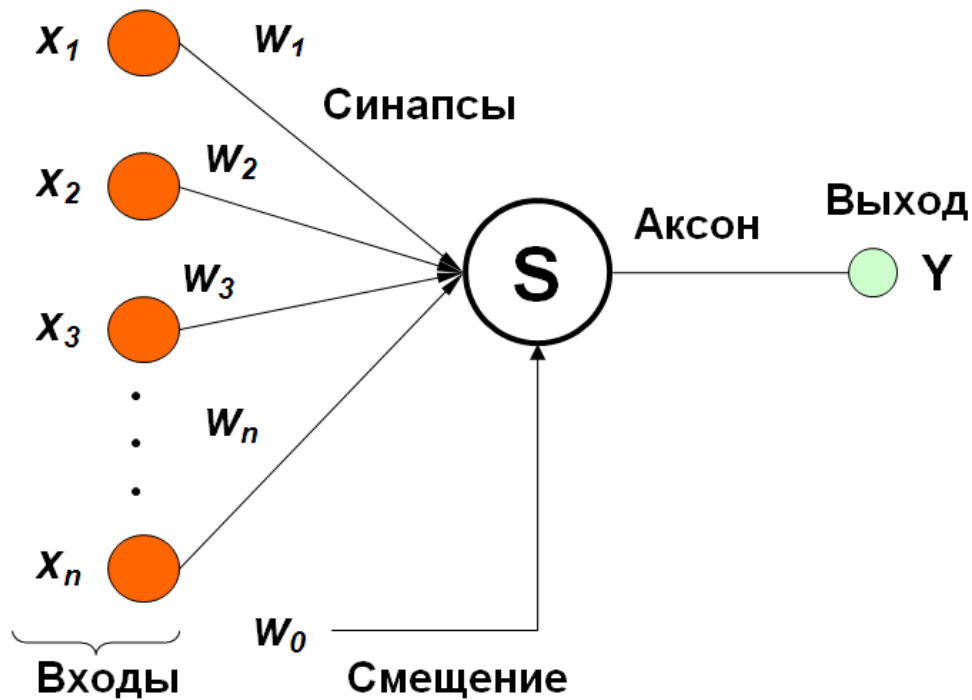 x1 w1
Синапсы
x2 w2
Выход
Аксон
x3 w3 S Y
wn
xn
w0
Входы Смещение